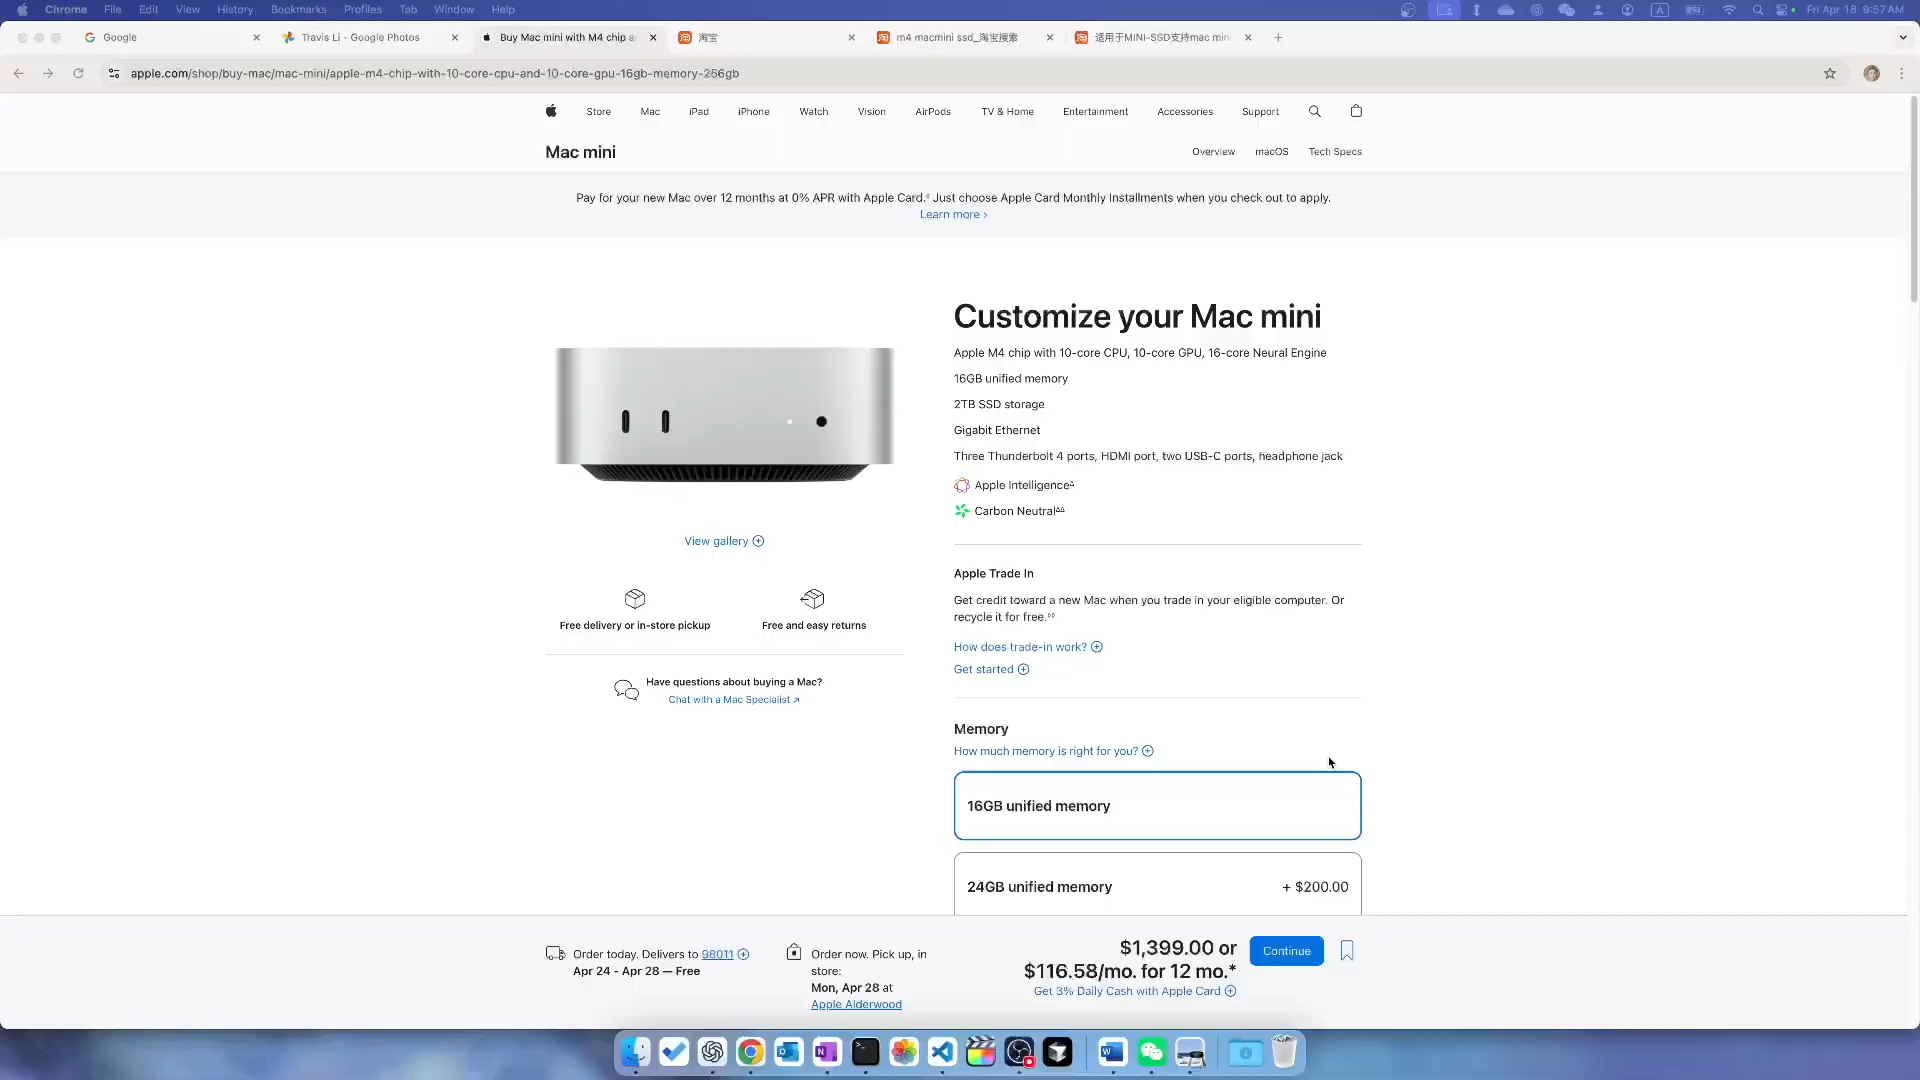 Chrome File Edit View History Bookmarks Profiles Tab Window Help
A
Fri Apr 18 9:57 AM
Google
Travis Li - Google Photos
Buy Mac mini with M4 chip a
淘宝
m4 macmini ssd_淘宝搜索
适用于MINI-SSD支持mac min
apple.com/shop/buy-mac/mac-mini/apple-m4-chip-with-10-core-cpu-and-10-core-gpu-16gb-memory-256gb
Store Mac iPad iPhone Watch Vision AirPods TV & Home Entertainment Accessories Support
Mac mini
Overview macOS Tech Specs
Pay for your new Mac over 12 months at 0% APR with Apple Card.◊ Just choose Apple Card Monthly Installments when you check out to apply.
Learn more ›
Customize your Mac mini
Apple M4 chip with 10-core CPU, 10-core GPU, 16-core Neural Engine
16GB unified memory
2TB SSD storage
Gigabit Ethernet
Three Thunderbolt 4 ports, HDMI port, two USB-C ports, headphone jack
Apple Intelligence∆
Carbon Neutral∆∆
View gallery
Free delivery or in-store pickup
Free and easy returns
Have questions about buying a Mac?
Chat with a Mac Specialist ↗
Apple Trade In
Get credit toward a new Mac when you trade in your eligible computer. Or
recycle it for free.◊◊
How does trade-in work?
Get started
Memory
How much memory is right for you?
16GB unified memory
24GB unified memory
+ $200.00
Order today. Delivers to 98011
Apr 24 - Apr 28 — Free
Order now. Pick up, in
store:
Mon, Apr 28 at
Apple Alderwood
$1,399.00 or
$116.58/mo. for 12 mo.*
Get 3% Daily Cash with Apple Card
Continue